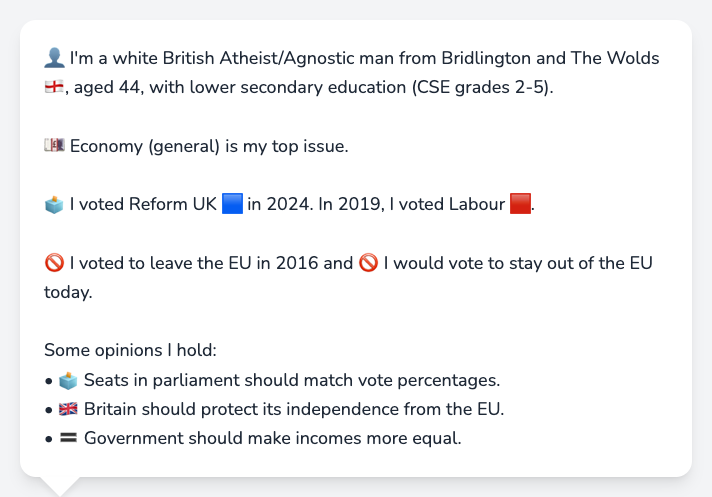 👤 I'm a white British Atheist/Agnostic man from Bridlington and The Wolds
🏴󠁧󠁢󠁥󠁮󠁧󠁿, aged 44, with lower secondary education (CSE grades 2-5).
💷 Economy (general) is my top issue.
🗳️ I voted Reform UK 🟦 in 2024. In 2019, I voted Labour 🟥.
🚫 I voted to leave the EU in 2016 and 🚫 I would vote to stay out of the EU
today.
Some opinions I hold:
• 🗳️ Seats in parliament should match vote percentages.
• 🇬🇧 Britain should protect its independence from the EU.
• 🟰 Government should make incomes more equal.